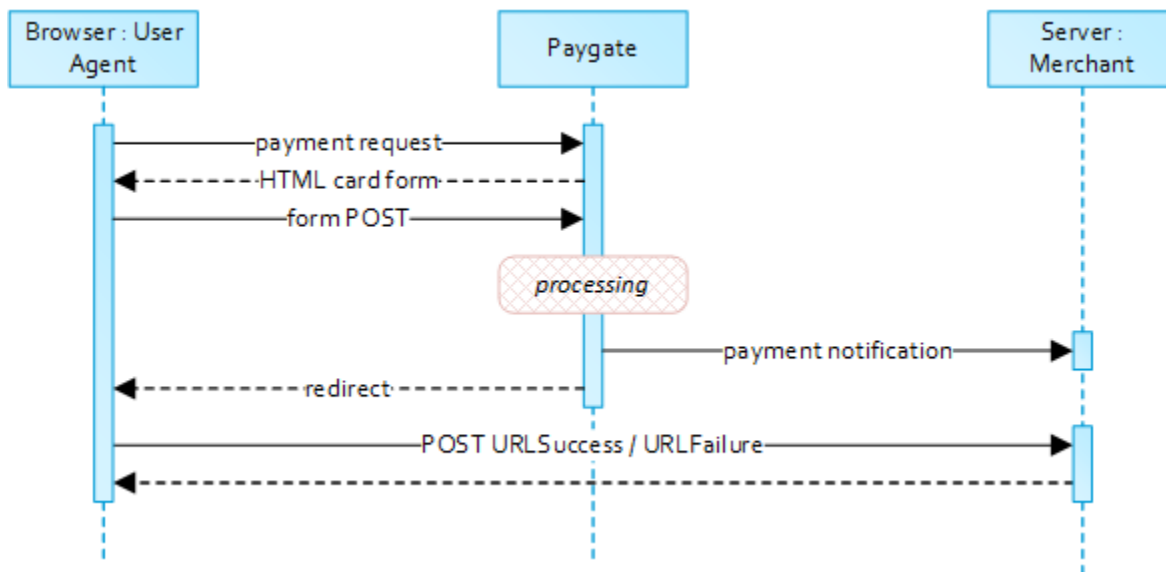 Browser : User
Agent
Paygate
Server :
Merchant
payment request
HTML card form
form POST
processing
payment notification
redirect
POST URLSuccess / URLFailure